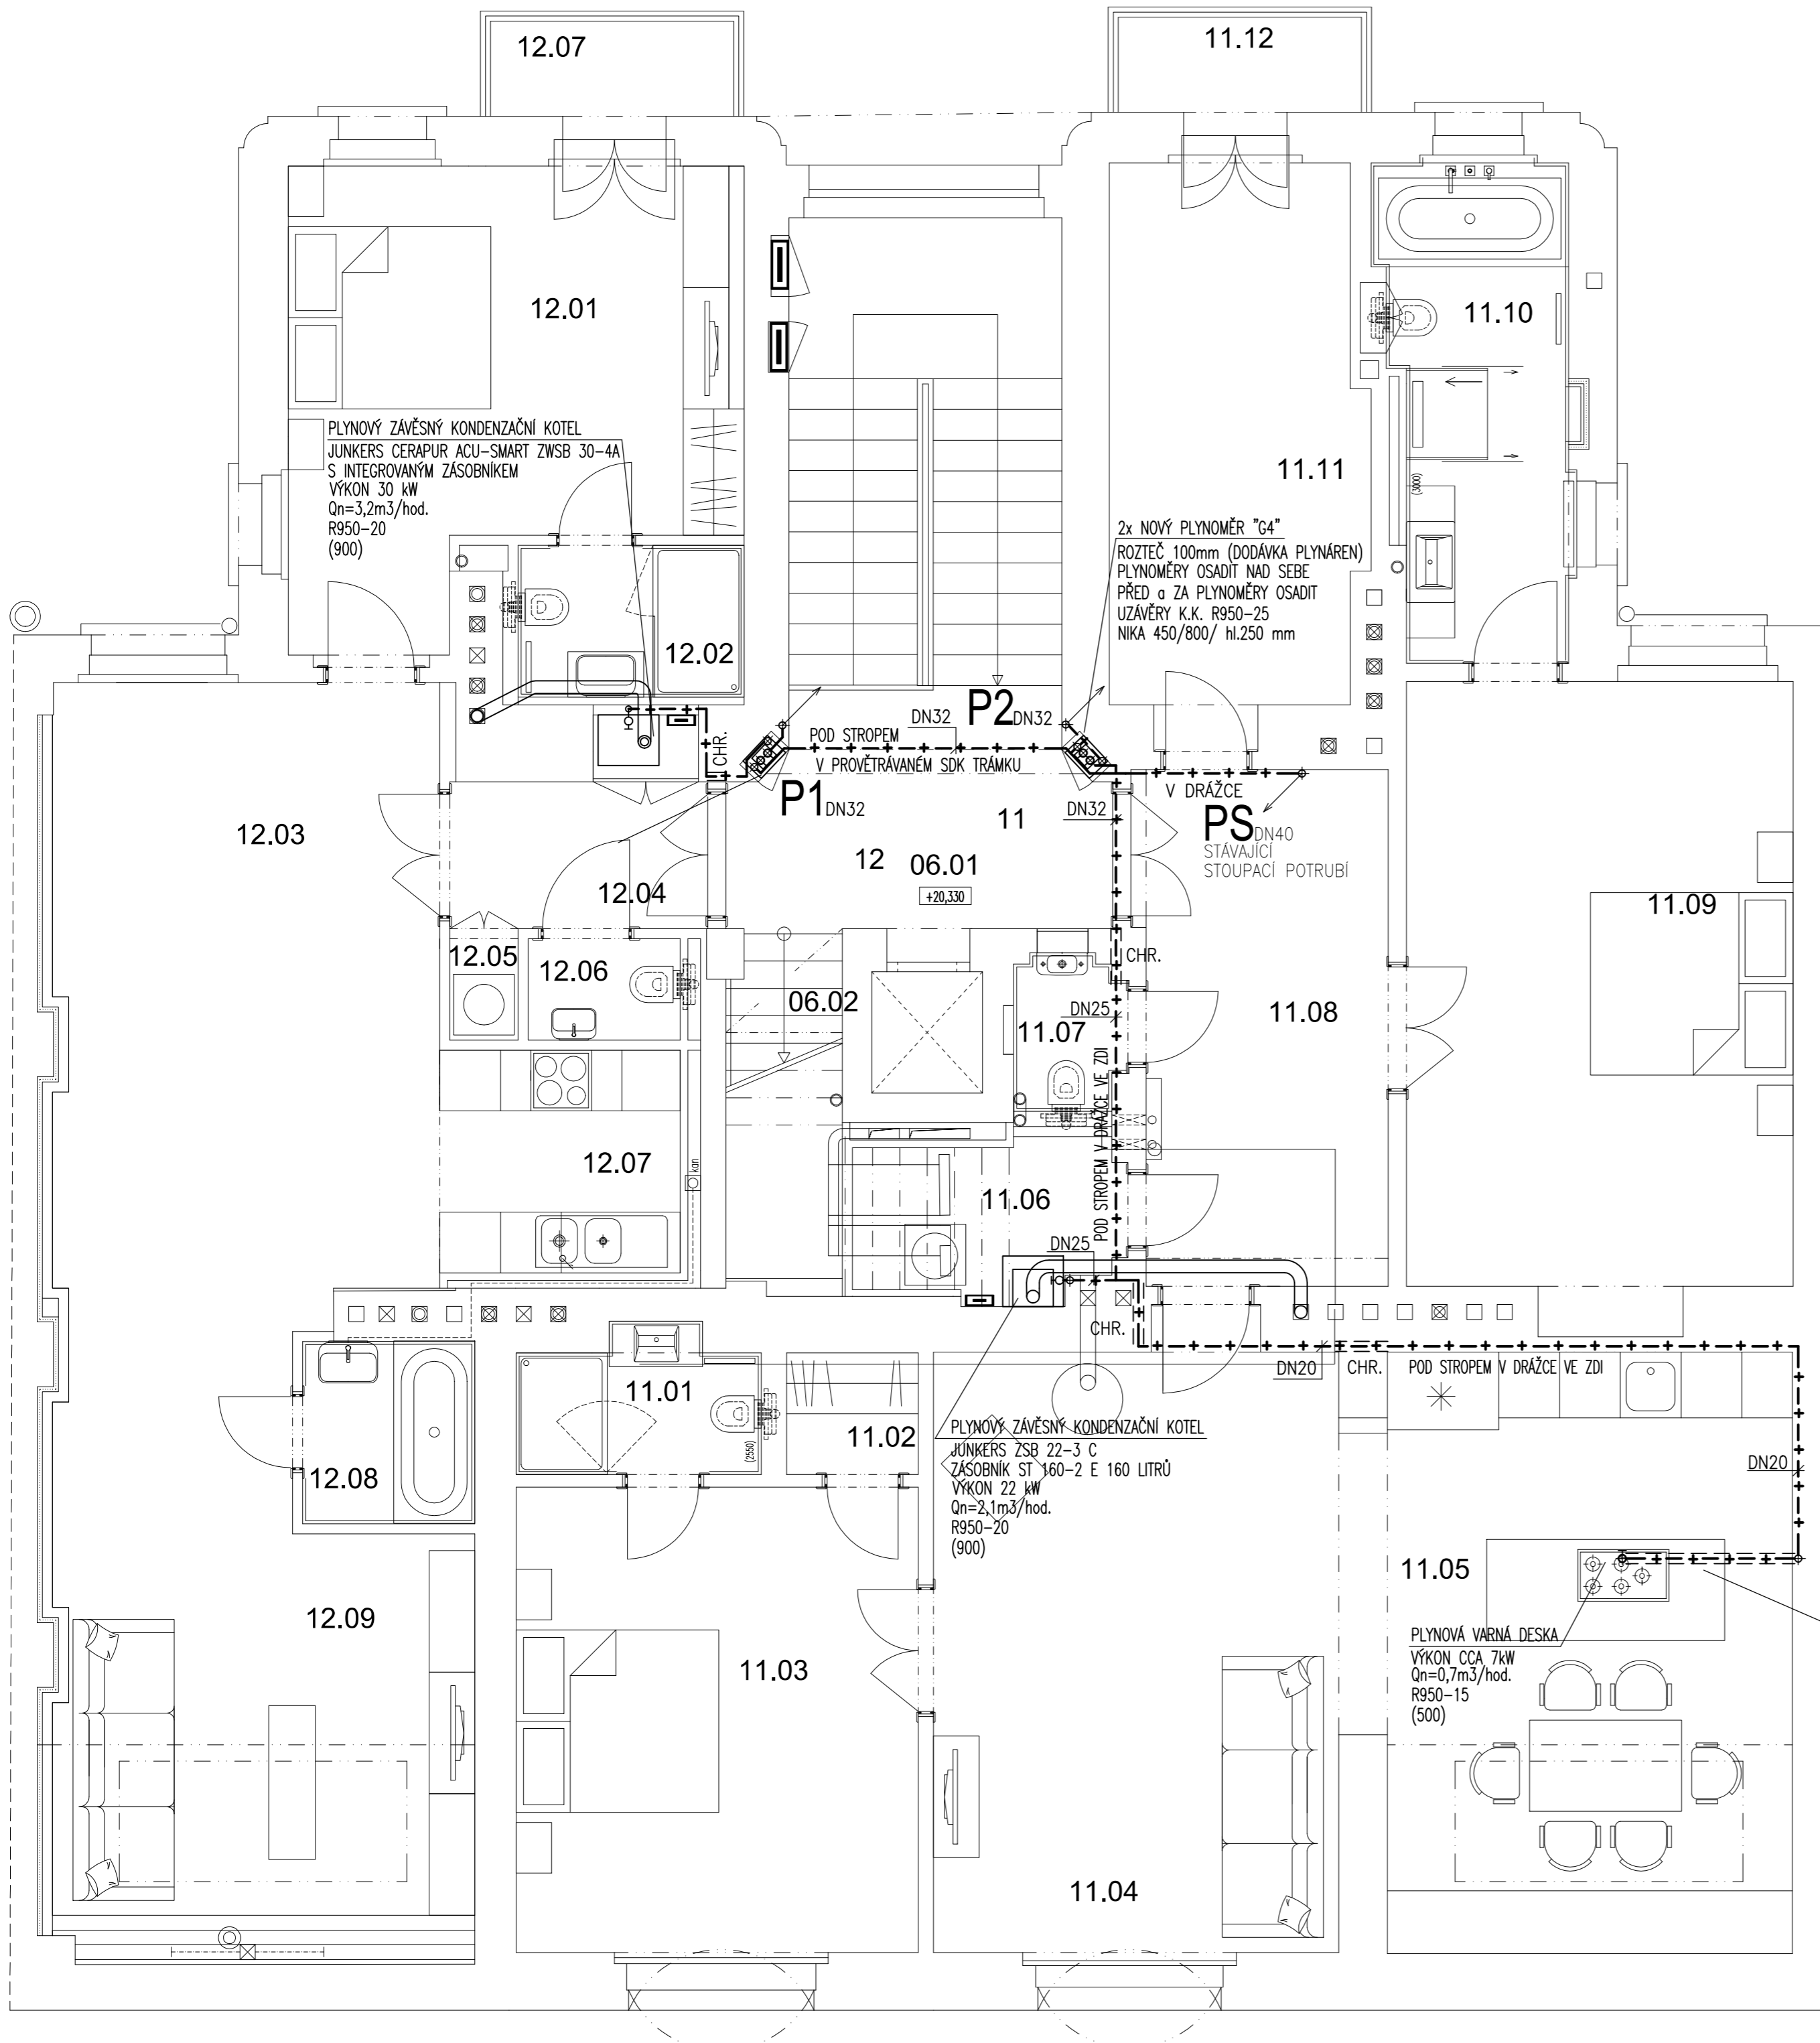 12.07
11.12
12.01
11.10
PLYNOVÝ ZÁVĚSNÝ KONDENZAČNÍ KOTEL
JUNKERS CERAPUR ACU-SMART ZWSB 30-4A
S INTEGROVANÝM ZÁSOBNÍKEM
VÝKON 30 kW
Qn=3,2m3/hod.
R950-20
(900)
11.11
(3000)
2x NOVÝ PLYNOMĚR "G4"
ROZTEČ 100mm (DODÁVKA PLYNÁREN)
PLYNOMĚRY OSADIT NAD SEBE
PŘED a ZA PLYNOMĚRY OSADIT
UZÁVĚRY K.K. R950-25
NIKA 450/800/ hl.250 mm
12.02
P2 DN32
DN32
POD STROPEM
V PROVĚTRÁVANÉM SDK TRÁMKU
CHR.
P1 DN32
V DRÁŽCE
PS DN40
STÁVAJÍCÍ
STOUPACÍ POTRUBÍ
DN32
11
12.03
12
06.01
+20,330
12.04
11.09
12.05
12.06
CHR.
06.02
DN25
11.07
11.08
POD STROPEM V DRÁŽCE VE ZDI
12.07
kan
11.06
DN25
CHR.
DN20
CHR.
POD STROPEM V DRÁŽCE VE ZDI
11.01
(2550)
11.02
12.08
PLYNOVÝ ZÁVĚSNÝ KONDENZAČNÍ KOTEL
JUNKERS ZSB 22-3 C
ZÁSOBNÍK ST 160-2 E 160 LITRŮ
VÝKON 22 kW
Qn=2,1m3/hod.
R950-20
(900)
DN20
11.05
12.09
11.03
PLYNOVÁ VARNÁ DESKA
VÝKON CCA 7kW
Qn=0,7m3/hod.
R950-15
(500)
11.04